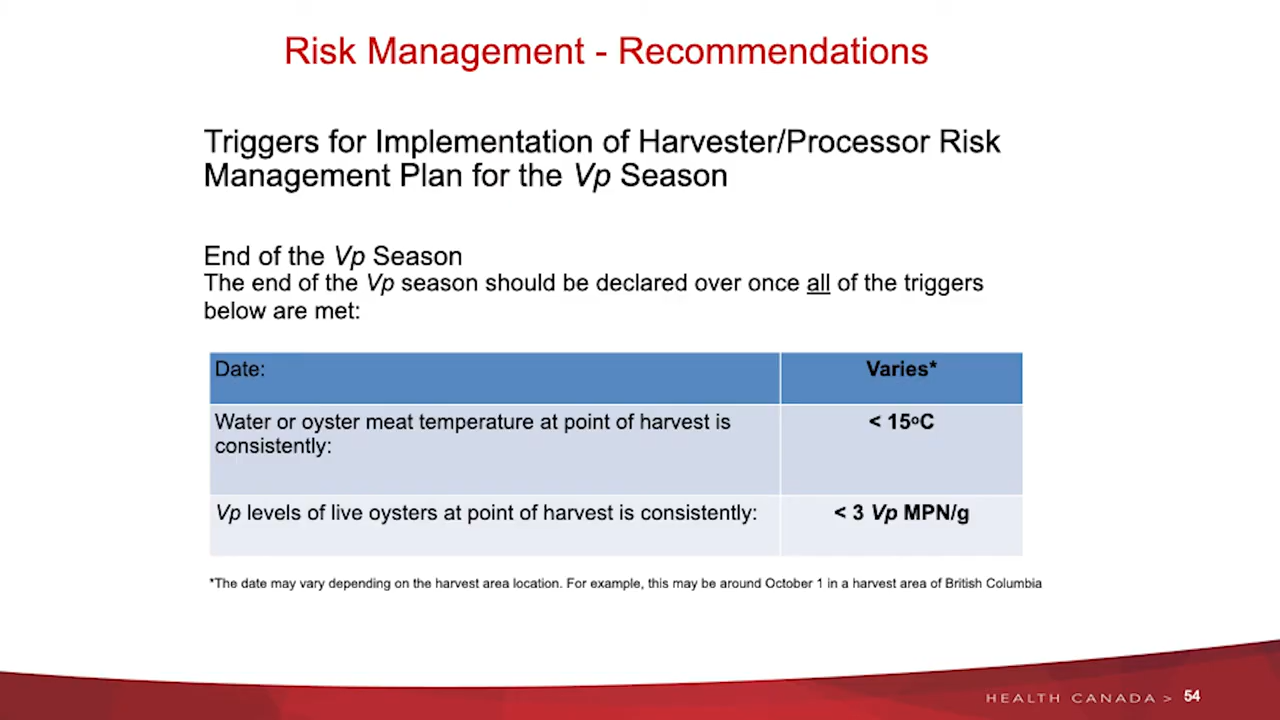 Risk Management - Recommendations
Triggers for Implementation of Harvester/Processor Risk
Management Plan for the Vp Season
End of the Vp Season
The end of the Vp season should be declared over once all of the triggers
below are met:
Date:
Varies*
Water or oyster meat temperature at point of harvest is
consistently:
< 15ºC
Vp levels of live oysters at point of harvest is consistently:
< 3 Vp MPN/g
*The date may vary depending on the harvest area location. For example, this may be around October 1 in a harvest area of British Columbia
HEALTH CANADA > 54